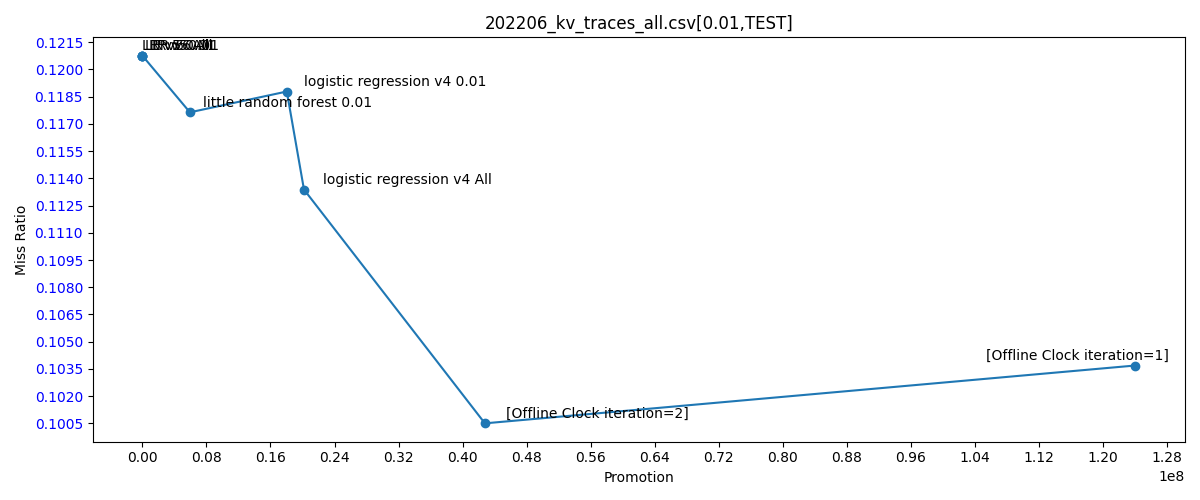 202206_kv_traces_all.csv[0.01,TEST]
0.1215
0.1200
0.1185
0.1170
0.1155
0.1140
0.1125
0.1110
0.1095
0.1080
0.1065
0.1050
0.1035
0.1020
0.1005
Miss Ratio
logistic regression v4 0.01
little random forest 0.01
logistic regression v4 All
[Offline Clock iteration=1]
[Offline Clock iteration=2]
0.00 0.08 0.16 0.24 0.32 0.40 0.48 0.56 0.64 0.72 0.80 0.88 0.96 1.04 1.12 1.20 1.28
1e8
Promotion